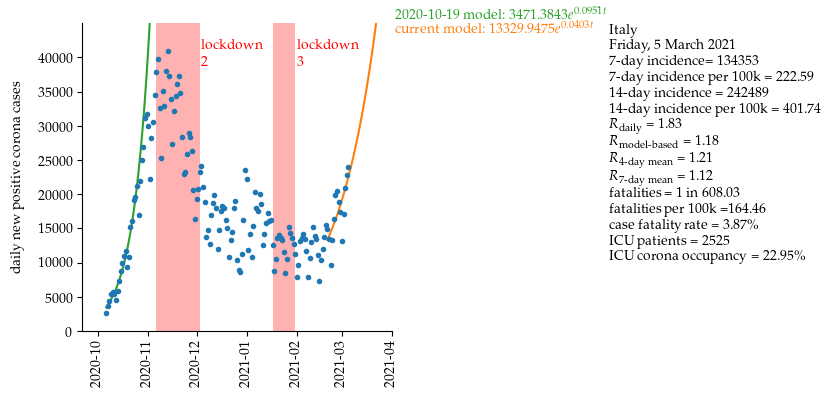 2020-10-19 model: 3471.3843e^0.0951t
current model: 13329.9475e^0.0403t
Italy
Friday, 5 March 2021
7-day incidence= 134353
7-day incidence per 100k = 222.59
14-day incidence = 242489
14-day incidence per 100k = 401.74
R_daily = 1.83
R_model-based = 1.18
R_4-day mean = 1.21
R_7-day mean = 1.12
fatalities = 1 in 608.03
fatalities per 100k =164.46
case fatality rate = 3.87%
ICU patients = 2525
ICU corona occupancy = 22.95%
lockdown
2
lockdown
3
daily new positive corona cases
40000
35000
30000
25000
20000
15000
10000
5000
0
2020-10
2020-11
2020-12
2021-01
2021-02
2021-03
2021-04